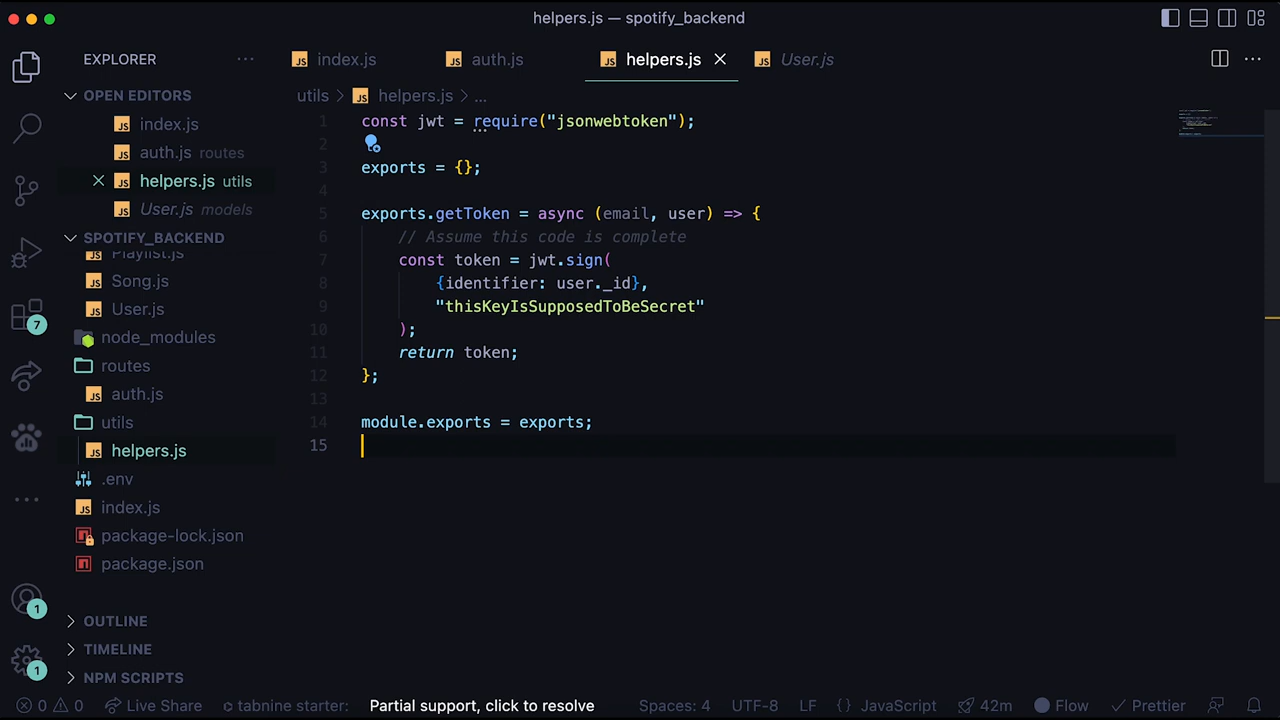 helpers.js — spotify_backend
EXPLORER
index.js
auth.js
helpers.js
User.js
OPEN EDITORS
index.js
auth.js routes
helpers.js utils
User.js models
SPOTIFY_BACKEND
Playlist.js
Song.js
User.js
node_modules
routes
auth.js
utils
helpers.js
.env
index.js
package-lock.json
package.json
OUTLINE
TIMELINE
NPM SCRIPTS
7
1
1
utils > helpers.js > ...
1 const jwt = require("jsonwebtoken");
2
3 exports = {};
4
5 exports.getToken = async (email, user) => {
6 // Assume this code is complete
7 const token = jwt.sign(
8 {identifier: user._id},
9 "thisKeyIsSupposedToBeSecret"
10 );
11 return token;
12 };
13
14 module.exports = exports;
15
0 0 Live Share tabnine starter: Partial support, click to resolve Spaces: 4 UTF-8 LF {} JavaScript 42m Flow Prettier